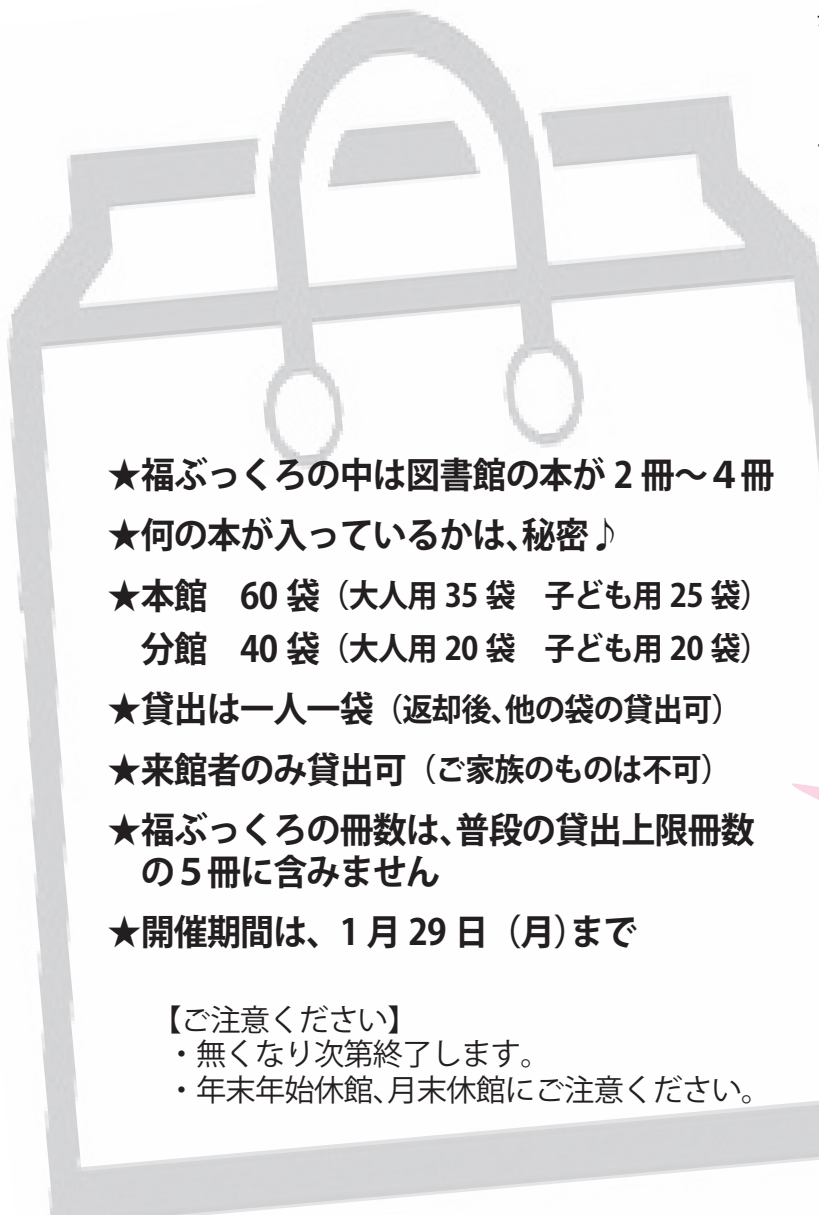 ★福ぶっくろの中は図書館の本が２冊～４冊
★何の本が入っているかは、秘密♪
★本館　60 袋（大人用 35 袋　子ども用 25 袋）
分館　40 袋（大人用 20 袋　子ども用 20 袋）
★貸出は一人一袋（返却後、他の袋の貸出可）
★来館者のみ貸出可（ご家族のものは不可）
★福ぶっくろの冊数は、普段の貸出上限冊数
の５冊に含みません
★開催期間は、１月 29 日（月）まで
【ご注意ください】
・無くなり次第終了します。
・年末年始休館、月末休館にご注意ください。